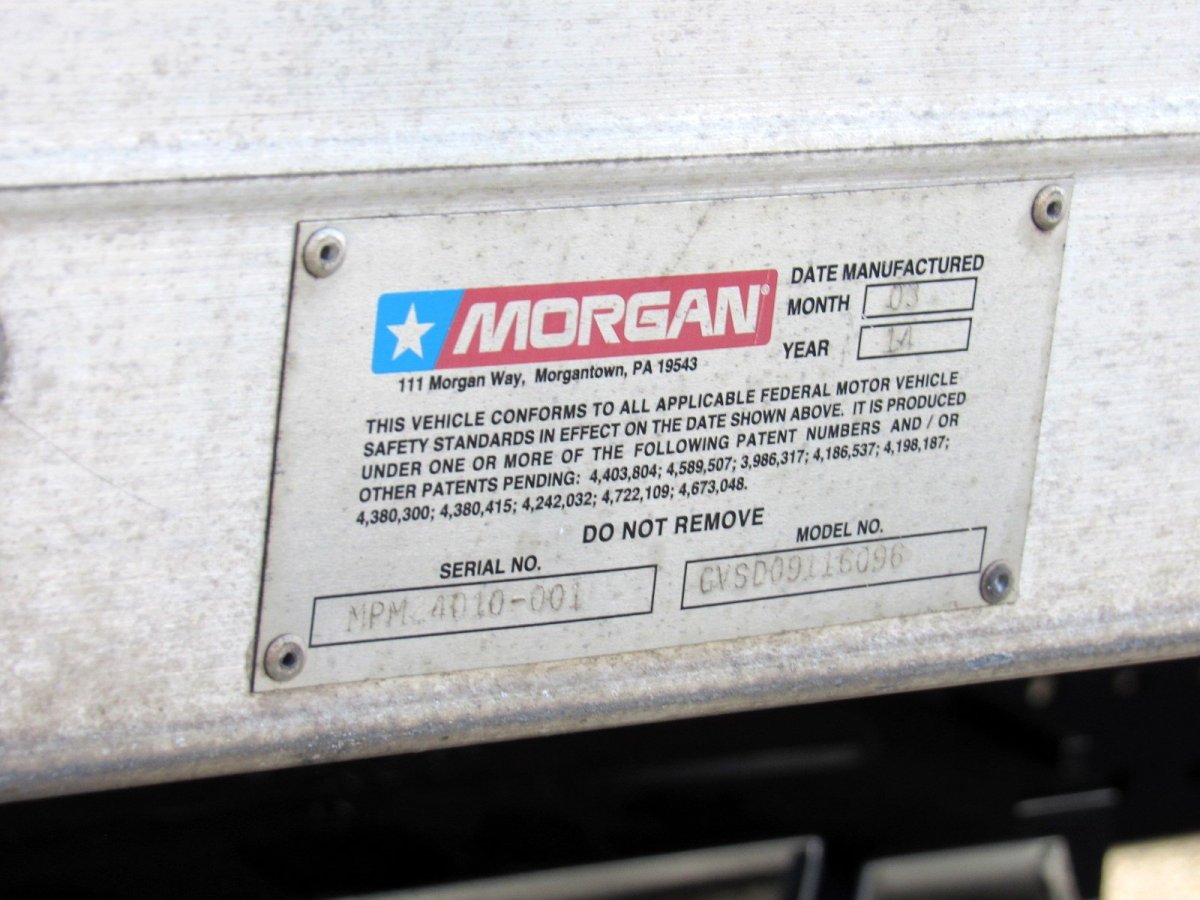 MORGAN®
111 Morgan Way, Morgantown, PA 19543
DATE MANUFACTURED
MONTH 03
YEAR 14
THIS VEHICLE CONFORMS TO ALL APPLICABLE FEDERAL MOTOR VEHICLE
SAFETY STANDARDS IN EFFECT ON THE DATE SHOWN ABOVE. IT IS PRODUCED
UNDER ONE OR MORE OF THE FOLLOWING PATENT NUMBERS AND / OR
OTHER PATENTS PENDING: 4,403,804; 4,589,507; 3,986,317; 4,186,537; 4,198,187;
4,380,300; 4,380,415; 4,242,032; 4,722,109; 4,673,048.
DO NOT REMOVE
SERIAL NO.
MODEL NO.
GVSD09116096